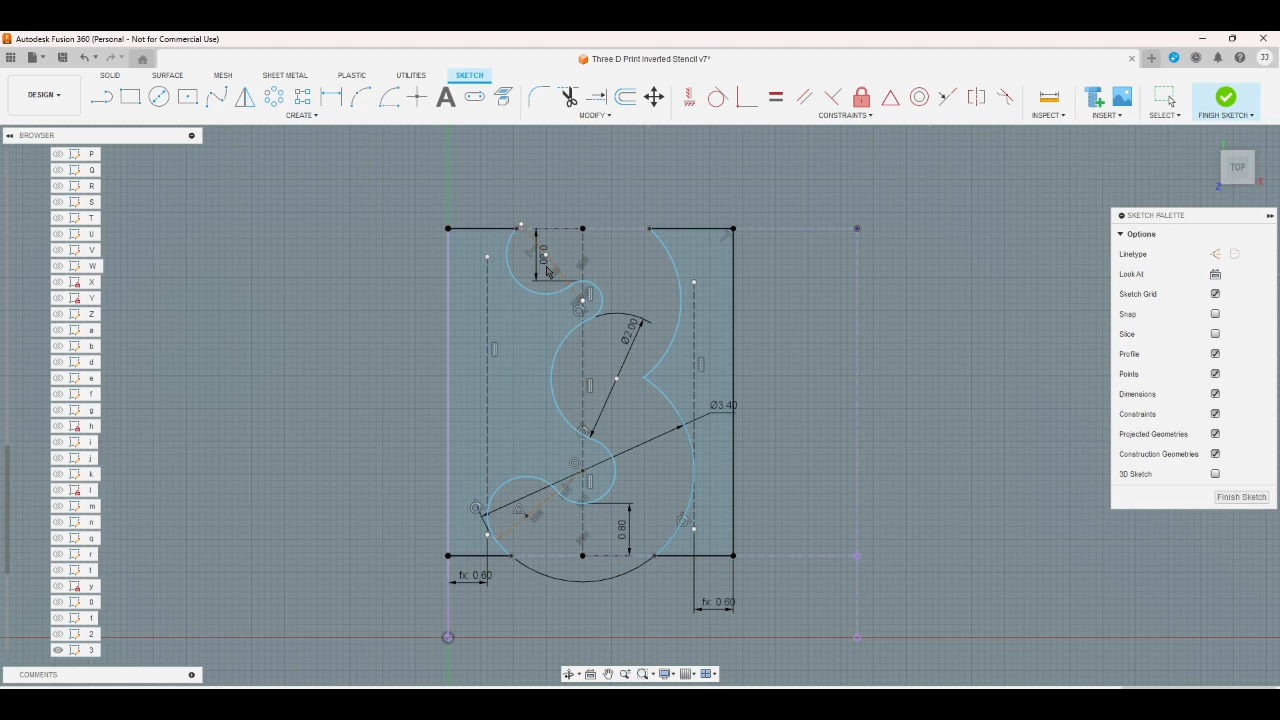 Autodesk Fusion 360 (Personal - Not for Commercial Use)
Three D Print Inverted Stencil v7*
JJ
SOLID SURFACE MESH SHEET METAL PLASTIC UTILITIES SKETCH
DESIGN
CREATE MODIFY CONSTRAINTS INSPECT INSERT SELECT FINISH SKETCH
BROWSER
P
Q
R
S
T
U
V
W
X
Y
Z
a
b
d
e
f
g
h
i
j
k
l
m
n
q
r
t
y
0
1
2
3
TOP
Y
X
Z
Ø2.00
Ø3.40
0.80
fx: 0.60
fx: 0.60
SKETCH PALETTE
Options
Linetype
Look At
Sketch Grid
Snap
Slice
Profile
Points
Dimensions
Constraints
Projected Geometries
Construction Geometries
3D Sketch
Finish Sketch
COMMENTS